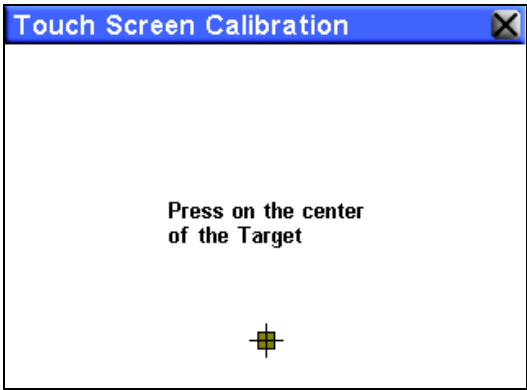 Touch Screen Calibration
Press on the center
of the Target